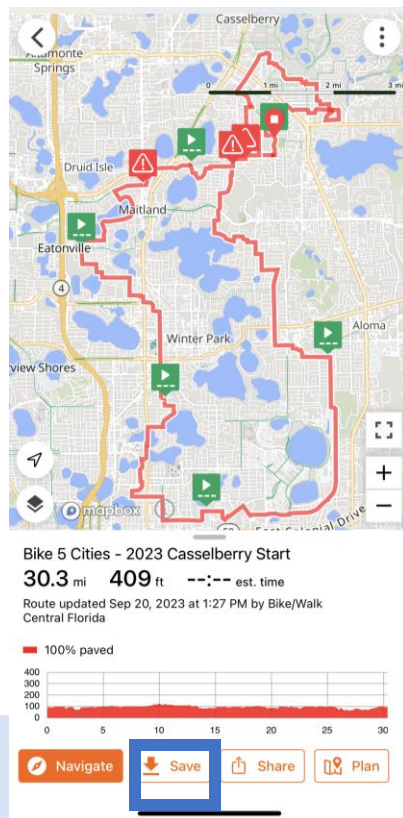 Casselberry
Altamonte
Springs
0 1 mi 2 mi 3 mi
Druid Isle
Maitland
Eatonville
4
Winter Park
Aloma
view Shores
mapbox
50
East Colonial Drive
Bike 5 Cities - 2023 Casselberry Start
30.3 mi 409 ft --:-- est. time
Route updated Sep 20, 2023 at 1:27 PM by Bike/Walk
Central Florida
100% paved
400
300
200
100
0
0 5 10 15 20 25 30
Navigate Save Share Plan